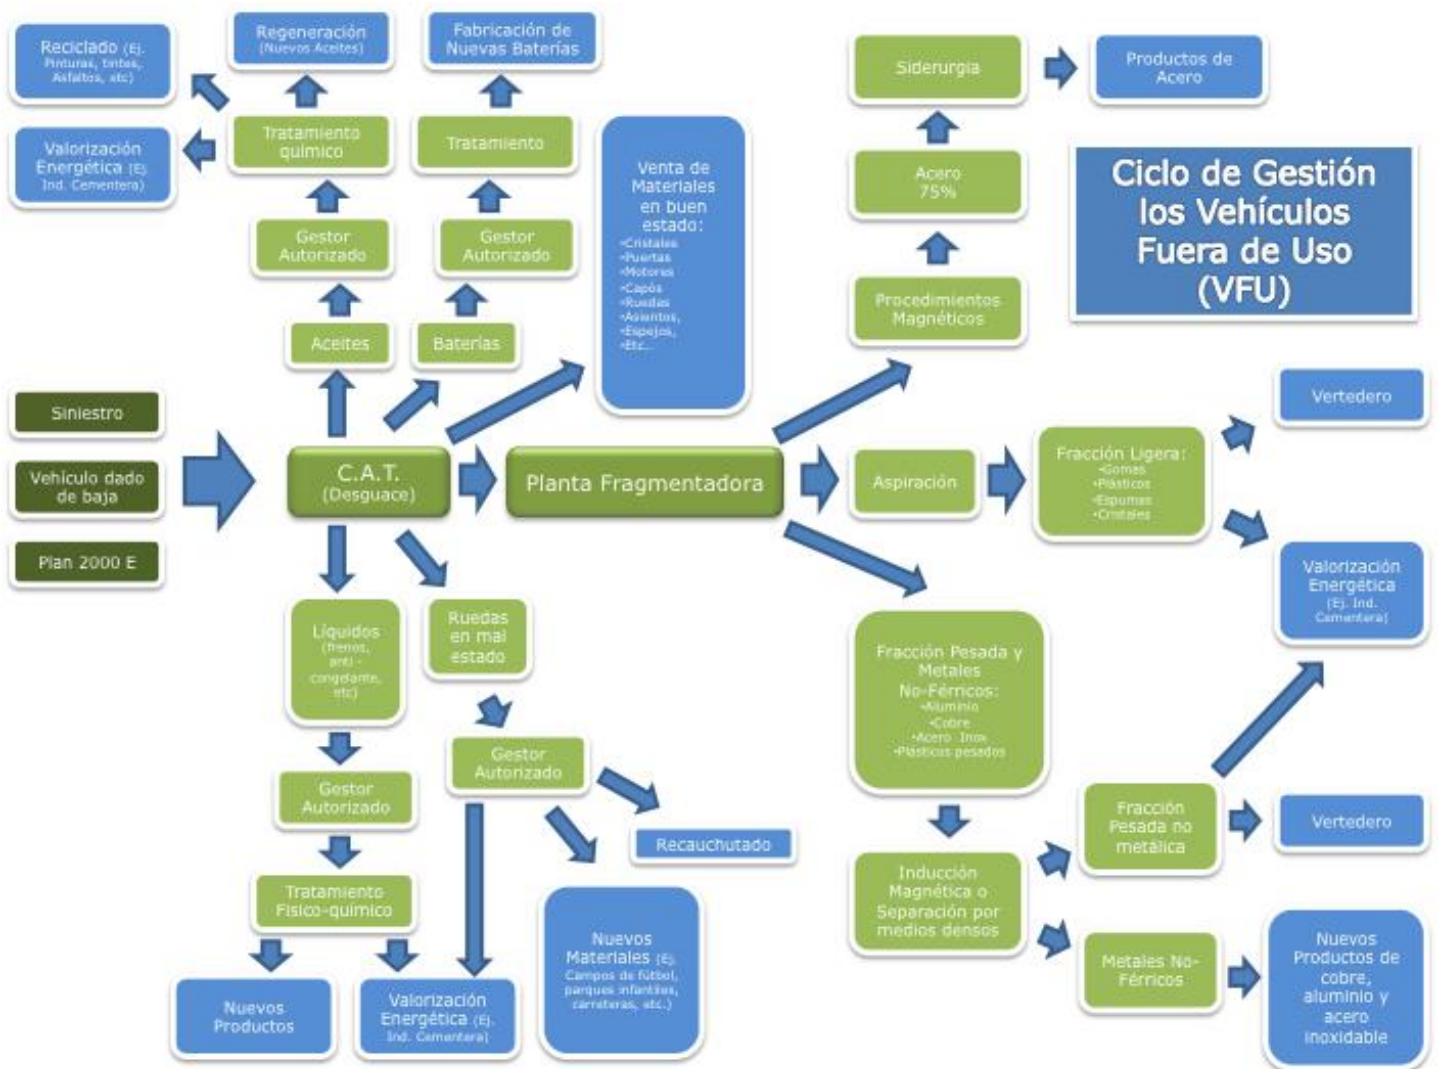 Reciclado (Ej.
Pinturas, tintes,
Asfaltos, etc)
Regeneración
(Nuevos Aceites)
Fabricación de
Nuevas Baterías
Valorización
Energética (Ej.
Ind. Cementera)
Tratamiento
químico
Tratamiento
Gestor
Autorizado
Gestor
Autorizado
Aceites
Baterías
Venta de
Materiales
en buen
estado:
•Cristales
•Puertas
•Motores
•Capós
•Ruedas
•Asientos,
•Espejos,
•Etc..
Siderurgia
Productos de
Acero
Acero
75%
Procedimientos
Magnéticos
Ciclo de Gestión
los Vehículos
Fuera de Uso
(VFU)
Siniestro
Vehículo dado
de baja
Plan 2000 E
C.A.T.
(Desguace)
Planta Fragmentadora
Aspiración
Fracción Ligera:
•Gomas
•Plásticos
•Espumas
•Cristales
Vertedero
Valorización
Energética
(Ej. Ind.
Cementera)
Líquidos
(frenos,
anti -
congelante,
etc)
Ruedas
en mal
estado
Gestor
Autorizado
Gestor
Autorizado
Tratamiento
Físico-químico
Nuevos
Productos
Valorización
Energética (Ej.
Ind. Cementera)
Nuevos
Materiales (Ej.
Campos de fútbol,
parques infantiles,
carreteras, etc.)
Recauchutado
Fracción Pesada y
Metales
No-Férricos:
•Aluminio
•Cobre
•Acero Inox
•Plásticos pesados
Inducción
Magnética o
Separación por
medios densos
Fracción
Pesada no
metálica
Vertedero
Metales No-
Férricos
Nuevos
Productos de
cobre,
aluminio y
acero
inoxidable